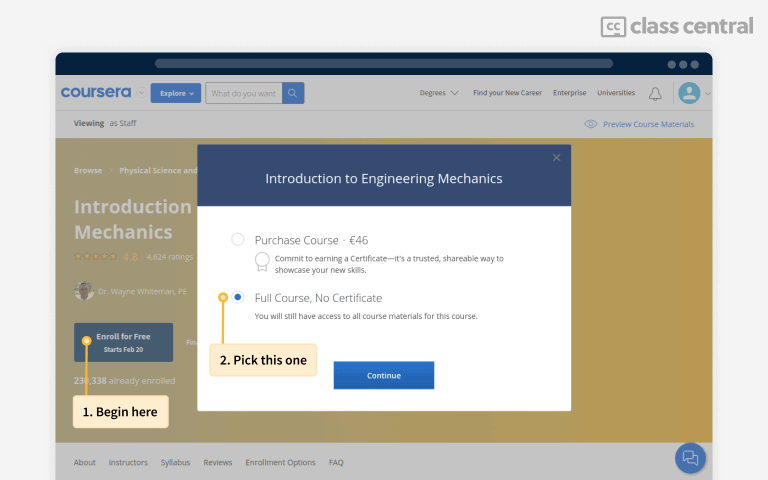 cc class central
coursera
Explore
What do you want
Degrees
Find your New Career
Enterprise
Universities
Viewing as Staff
Preview Course Materials
Browse
Physical Science and
Introduction
Mechanics
4.8
4,624 ratings
Dr. Wayne Whiteman, PE
Enroll for Free
Starts Feb 20
already enrolled
1. Begin here
Introduction to Engineering Mechanics
Purchase Course · €46
Commit to earning a Certificate—it's a trusted, shareable way to
showcase your new skills.
Full Course, No Certificate
You will still have access to all course materials for this course.
2. Pick this one
Continue
About
Instructors
Syllabus
Reviews
Enrollment Options
FAQ